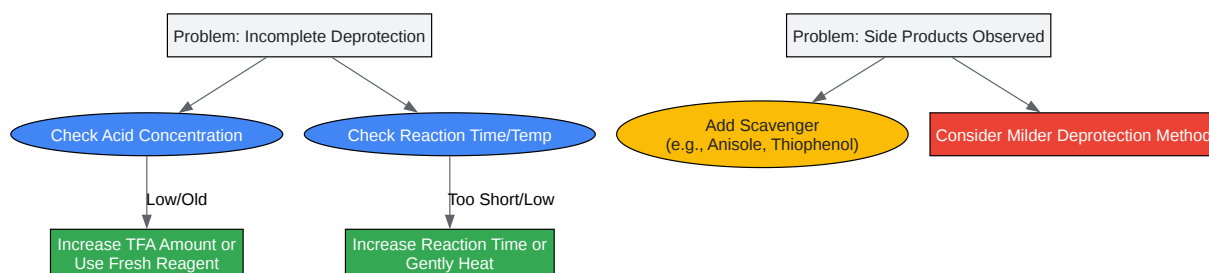 Problem: Incomplete Deprotection
Problem: Side Products Observed
Check Acid Concentration
Check Reaction Time/Temp
Add Scavenger
(e.g., Anisole, Thiophenol)
Consider Milder Deprotection Method
Low/Old
Too Short/Low
Increase TFA Amount or
Use Fresh Reagent
Increase Reaction Time or
Gently Heat